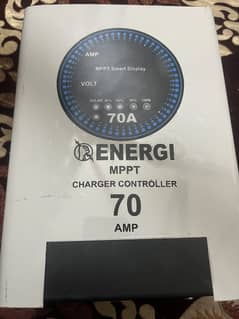 AMP
MPPT Smart Display
VOLT
70A
ENERGI
MPPT
CHARGER CONTROLLER
70
AMP